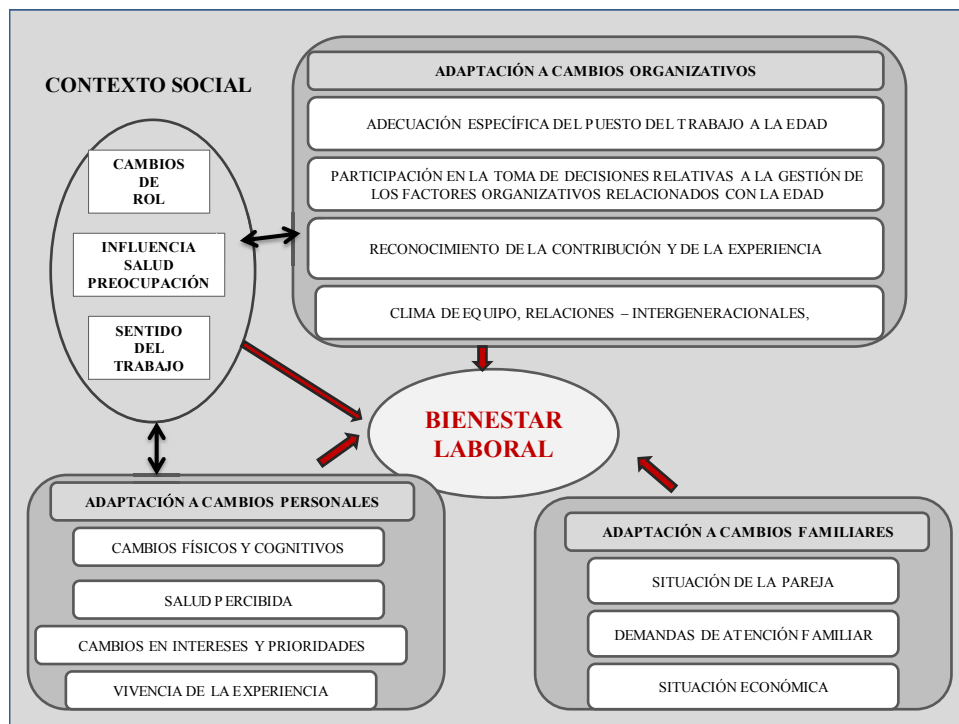 CONTEXTO SOCIAL
CAMBIOS
DE
ROL
INFLUENCIA
SALUD
PREOCUPACIÓN
SENTIDO
DEL
TRABAJO
ADAPTACIÓN A CAMBIOS ORGANIZATIVOS
ADECUACIÓN ESPECÍFICA DEL PUESTO DEL TRABAJO A LA EDAD
PARTICIPACIÓN EN LA TOMA DE DECISIONES RELATIVAS A LA GESTIÓN DE
LOS FACTORES ORGANIZATIVOS RELACIONADOS CON LA EDAD
RECONOCIMIENTO DE LA CONTRIBUCIÓN Y DE LA EXPERIENCIA
CLIMA DE EQUIPO, RELACIONES – INTERGENERACIONALES,
BIENESTAR
LABORAL
ADAPTACIÓN A CAMBIOS PERSONALES
CAMBIOS FÍSICOS Y COGNITIVOS
SALUD PERCIBIDA
CAMBIOS EN INTERESES Y PRIORIDADES
VIVENCIA DE LA EXPERIENCIA
ADAPTACIÓN A CAMBIOS FAMILIARES
SITUACIÓN DE LA PAREJA
DEMANDAS DE ATENCIÓN FAMILIAR
SITUACIÓN ECONÓMICA